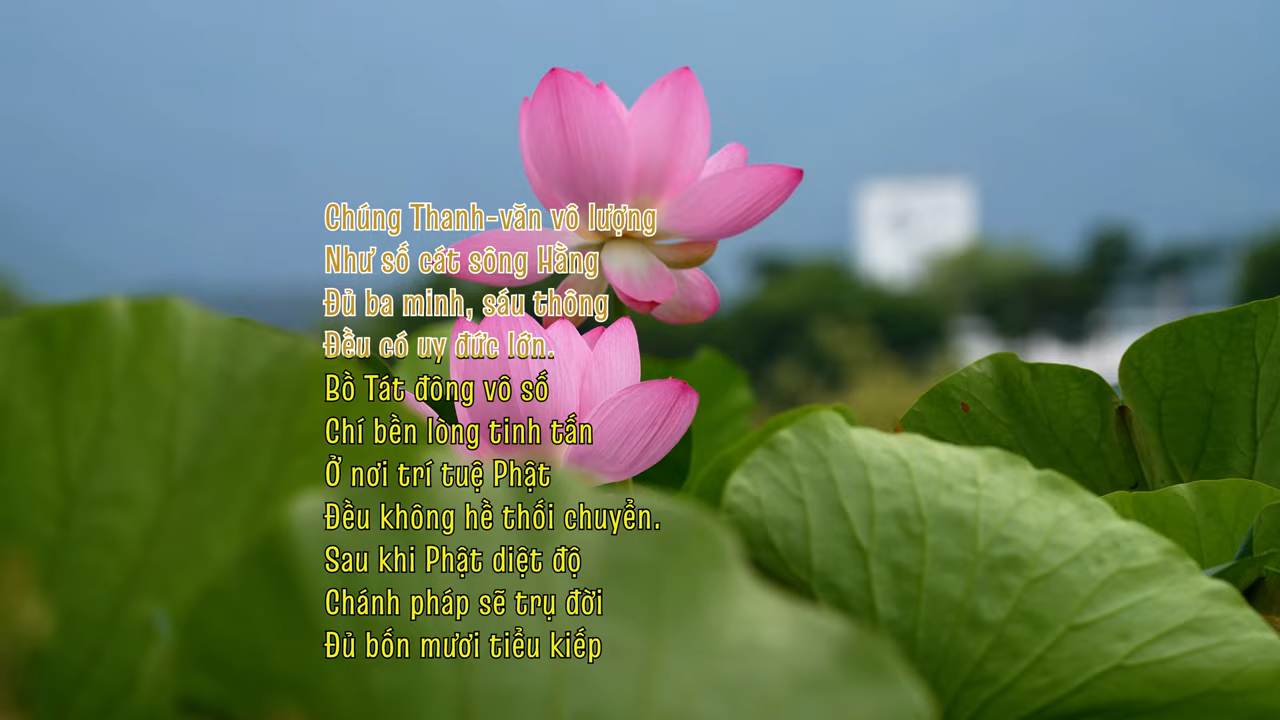 Chúng Thanh-văn vô lượng
Như số cát sông Hằng
Đủ ba minh, sáu thông
Đều có uy đức lớn.
Bồ Tát đông vô số
Chí bền lòng tinh tấn
Ở nơi trí tuệ Phật
Đều không hề thối chuyển.
Sau khi Phật diệt độ
Chánh pháp sẽ trụ đời
Đủ bốn mươi tiểu kiếp